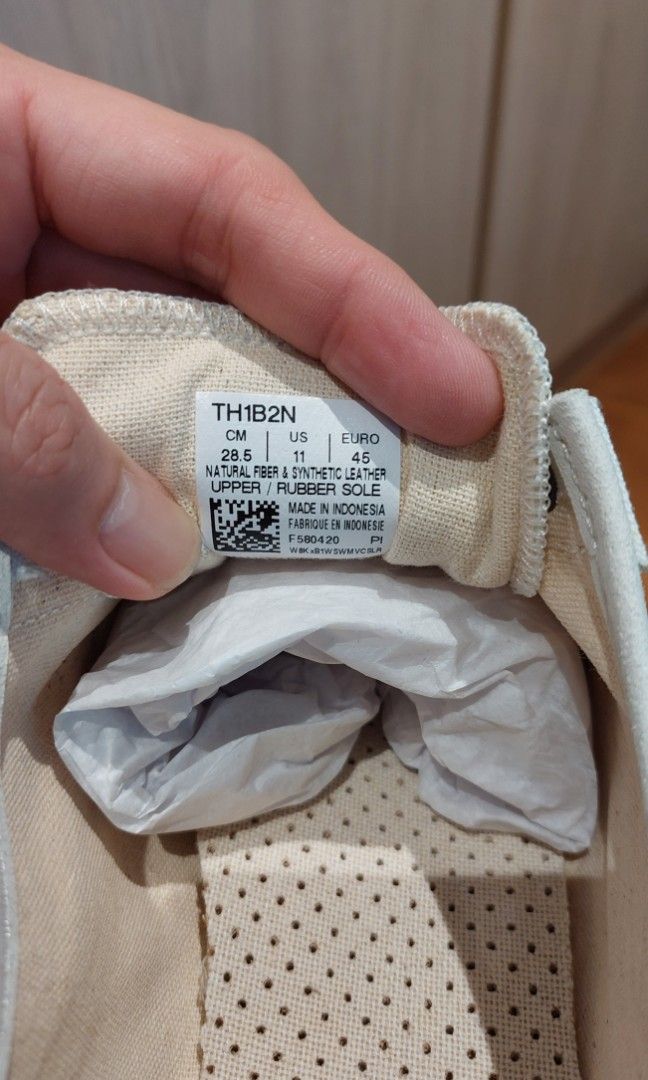 TH1B2N
CM | US | EURO
28.5 | 11 | 45
NATURAL FIBER & SYNTHETIC LEATHER
UPPER / RUBBER SOLE
MADE IN INDONESIA
FABRIQUE EN INDONESIE
F580420 PI